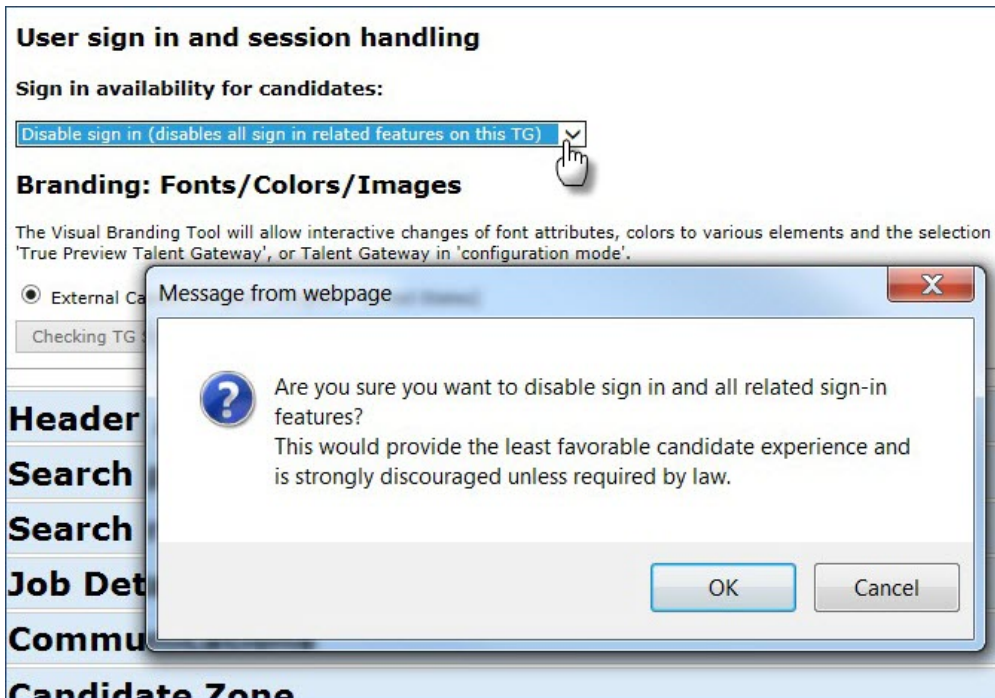 User sign in and session handling
Sign in availability for candidates:
Disable sign in (disables all sign in related features on this TG)
Branding: Fonts/Colors/Images
The Visual Branding Tool will allow interactive changes of font attributes, colors to various elements and the selection
'True Preview Talent Gateway', or Talent Gateway in 'configuration mode'.
External Ca
Checking TG
Message from webpage
Are you sure you want to disable sign in and all related sign-in
features?
This would provide the least favorable candidate experience and
is strongly discouraged unless required by law.
OK
Cancel
Header
Search
Search
Job Det
Commu
Candidate Zone